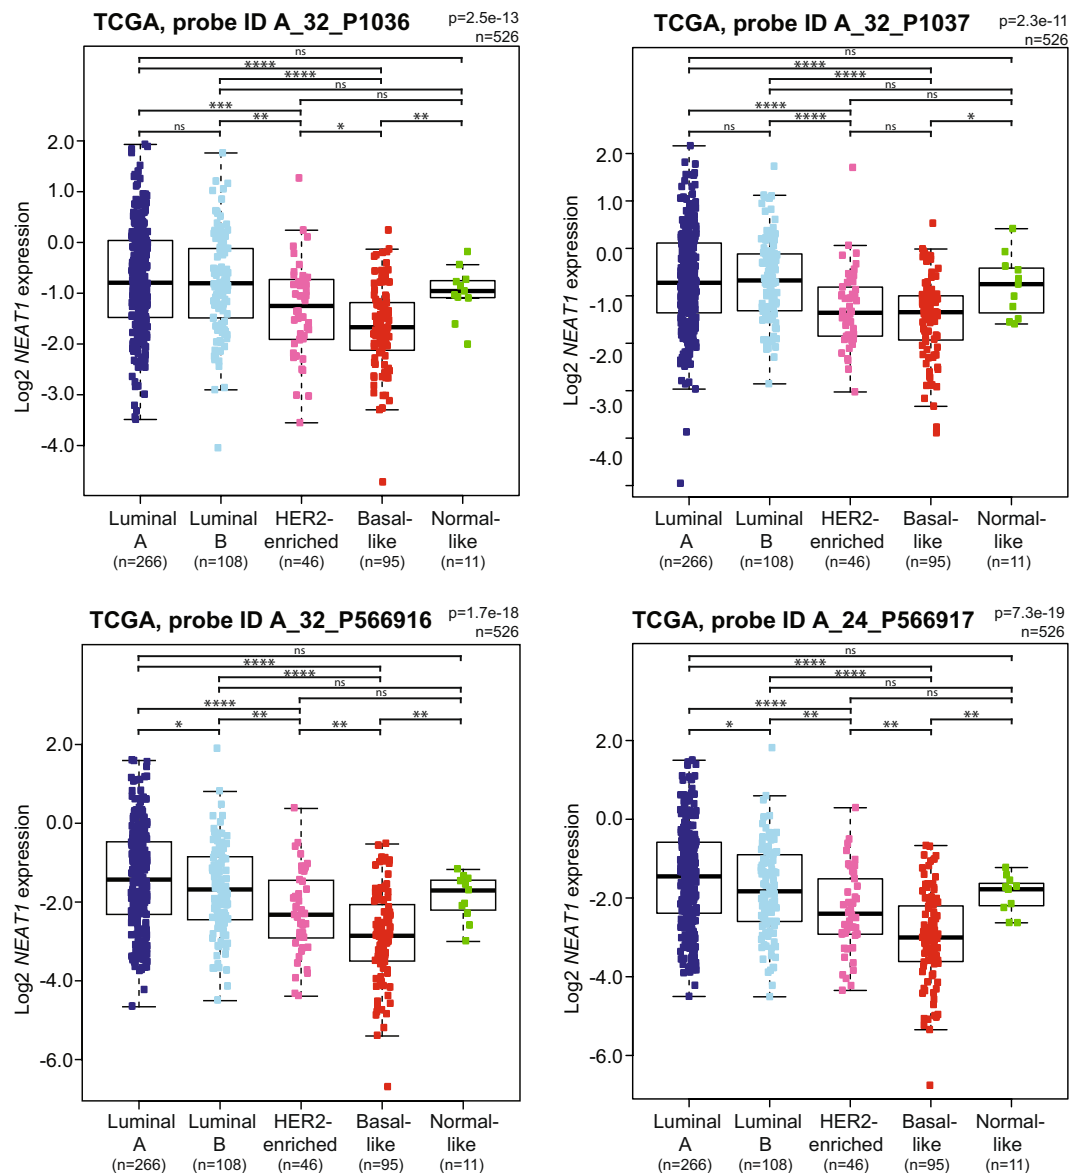 TCGA, probe ID A_32_P1036
p=2.5e-13
n=526
ns
****
****
ns
ns
***
**
**
ns
*
2.0
1.0
0.0
-1.0
-2.0
-3.0
-4.0
Log2 NEAT1 expression
Luminal A (n=266)
Luminal B (n=108)
HER2-enriched (n=46)
Basal-like (n=95)
Normal-like (n=11)
TCGA, probe ID A_32_P1037
p=2.3e-11
n=526
ns
****
****
ns
ns
****
****
*
ns
ns
2.0
1.0
0.0
-1.0
-2.0
-3.0
-4.0
Log2 NEAT1 expression
Luminal A (n=266)
Luminal B (n=108)
HER2-enriched (n=46)
Basal-like (n=95)
Normal-like (n=11)
TCGA, probe ID A_32_P566916
p=1.7e-18
n=526
ns
****
****
ns
ns
****
**
**
*
**
2.0
0.0
-2.0
-4.0
-6.0
Log2 NEAT1 expression
Luminal A (n=266)
Luminal B (n=108)
HER2-enriched (n=46)
Basal-like (n=95)
Normal-like (n=11)
TCGA, probe ID A_24_P566917
p=7.3e-19
n=526
ns
****
****
ns
ns
****
**
**
*
**
2.0
0.0
-2.0
-4.0
-6.0
Log2 NEAT1 expression
Luminal A (n=266)
Luminal B (n=108)
HER2-enriched (n=46)
Basal-like (n=95)
Normal-like (n=11)